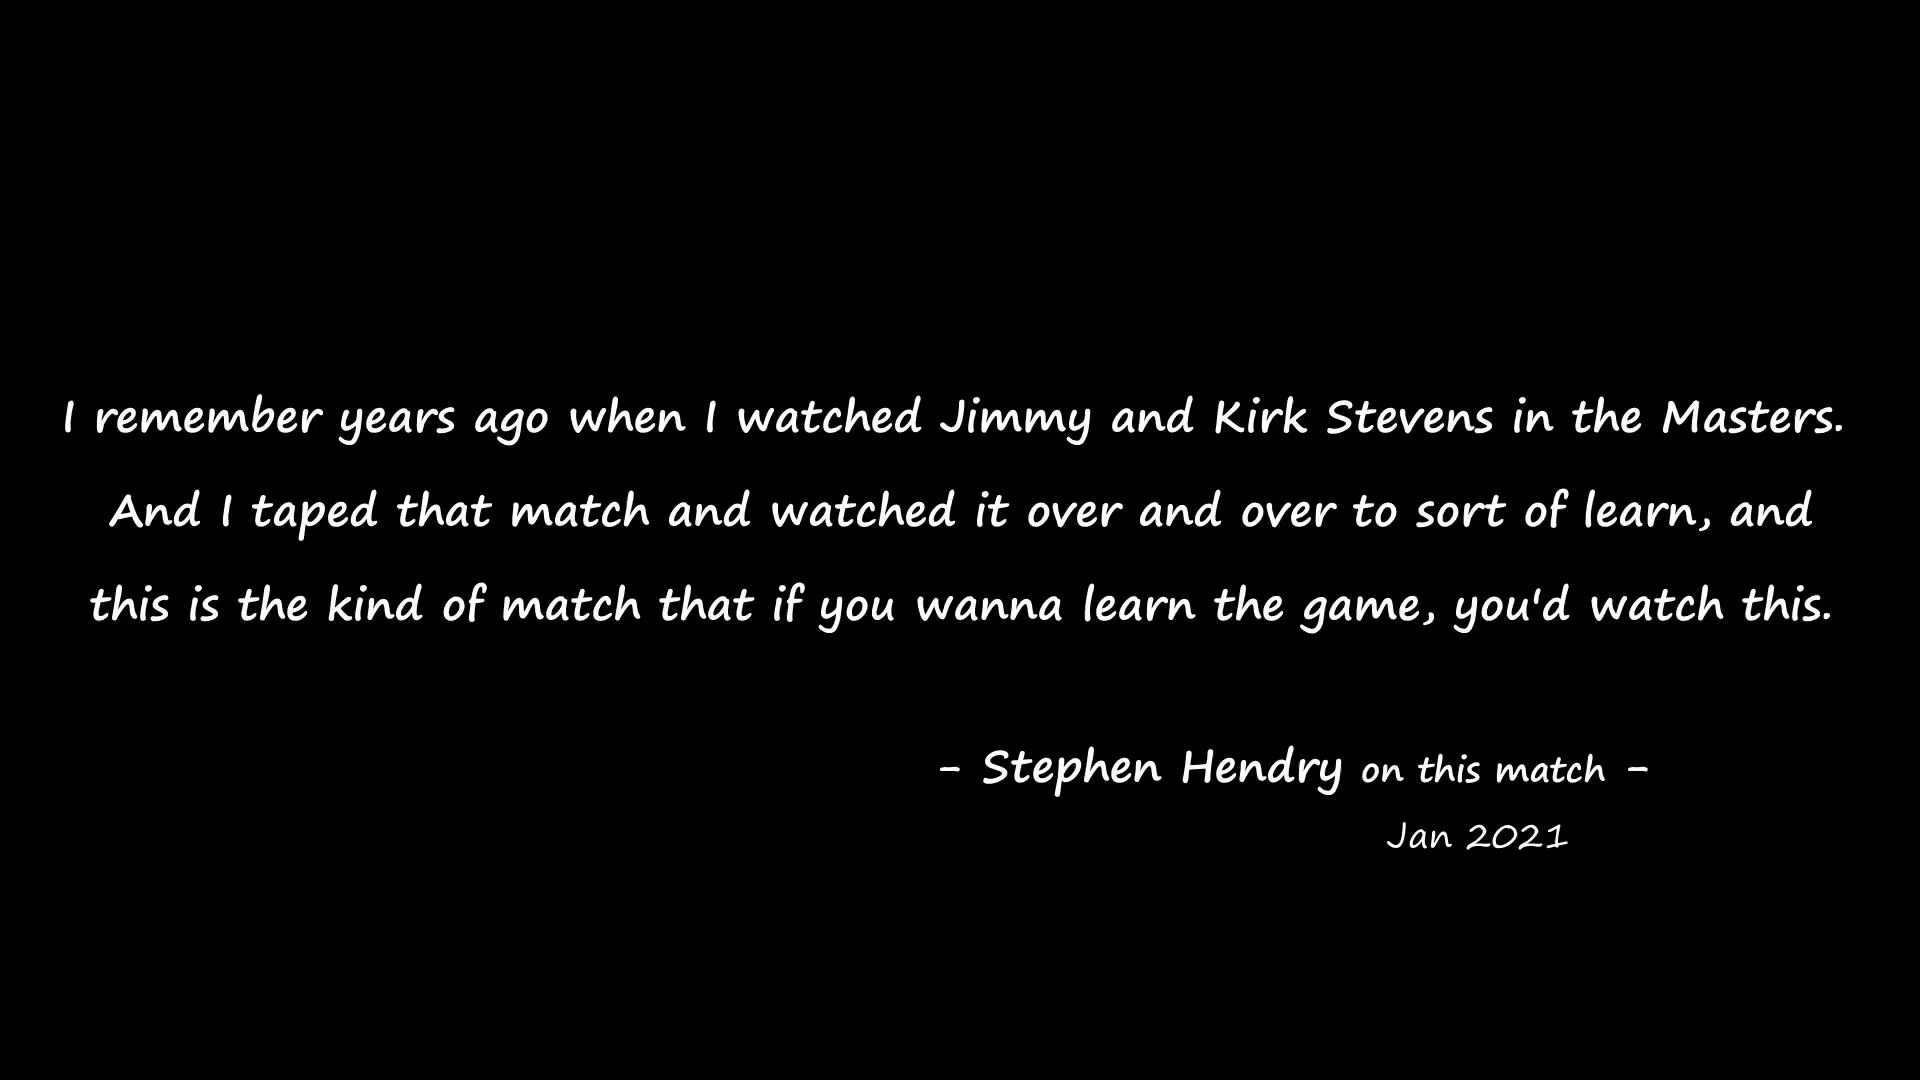 I remember years ago when I watched Jimmy and Kirk Stevens in the Masters.
And I taped that match and watched it over and over to sort of learn, and
this is the kind of match that if you wanna learn the game, you'd watch this.
- Stephen Hendry on this match -
Jan 2021